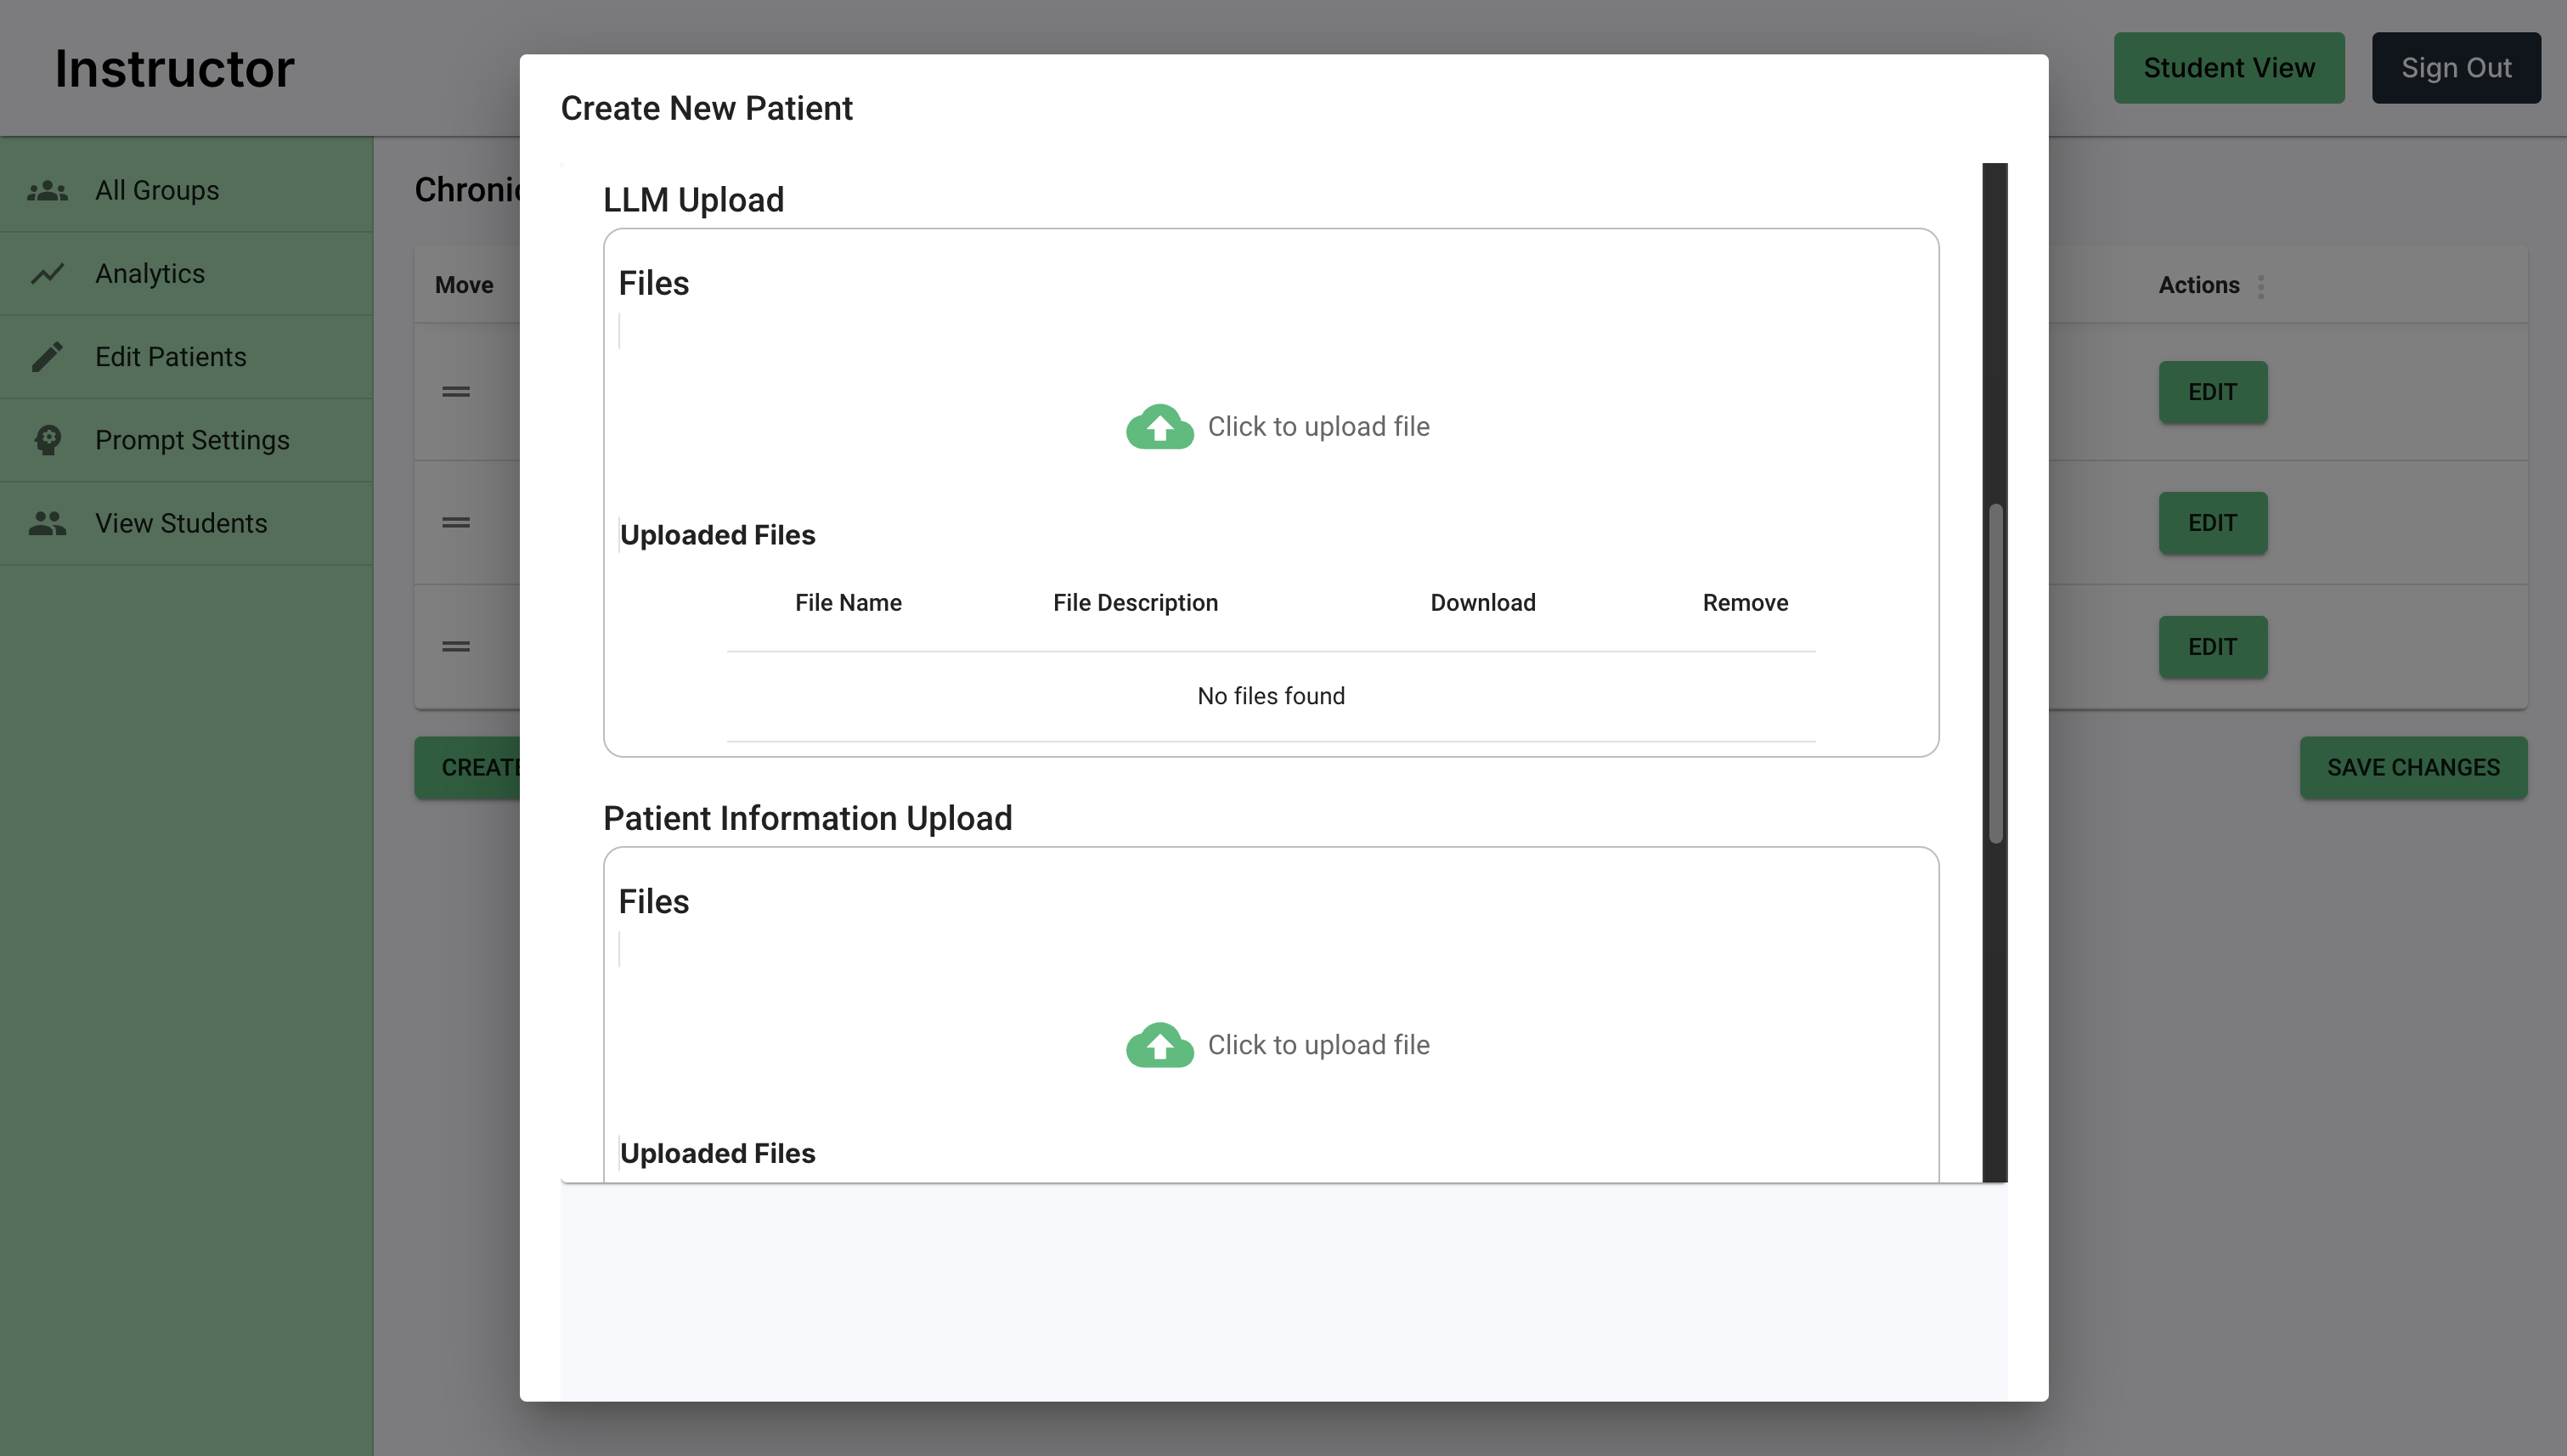 Instructor
Student View
Sign Out
All Groups
Analytics
Edit Patients
Prompt Settings
View Students
Move
Actions
EDIT
EDIT
EDIT
SAVE CHANGES
Create New Patient
LLM Upload
Files
Click to upload file
Uploaded Files
File Name File Description Download Remove
No files found
Patient Information Upload
Files
Click to upload file
Uploaded Files
CREATE